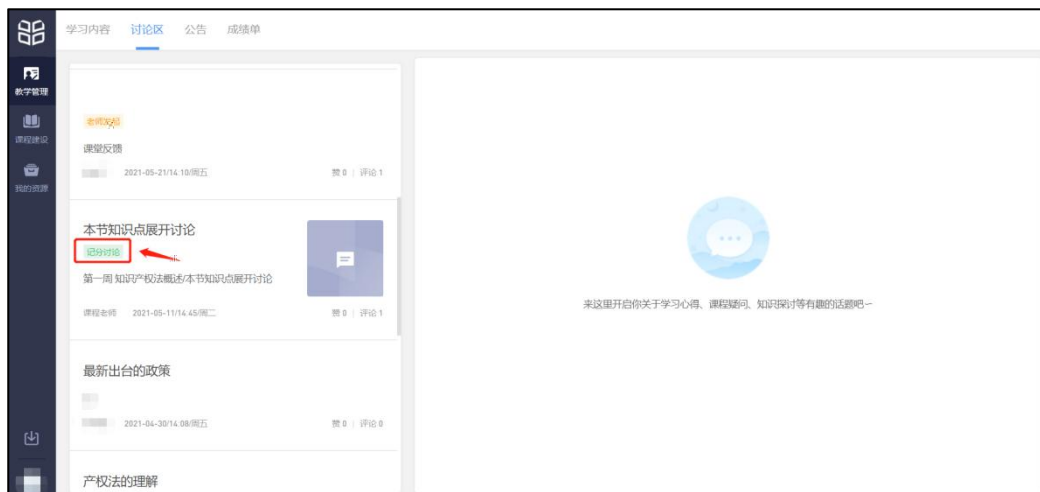 学习内容 讨论区 公告 成绩单
教学管理
课程建设
我的资源
老师发起
课堂反馈
2021-05-21/14:10/周五 赞 0 | 评论 1
本节知识点展开讨论
记分讨论
第一周 知识产权法概述/本节知识点展开讨论
课程老师 2021-05-11/14:45/周二 赞 0 | 评论 1
最新出台的政策
2021-04-30/14:08/周五 赞 0 | 评论 0
产权法的理解
来这里开启你关于学习心得、课程疑问、知识探讨等有趣的话题吧~